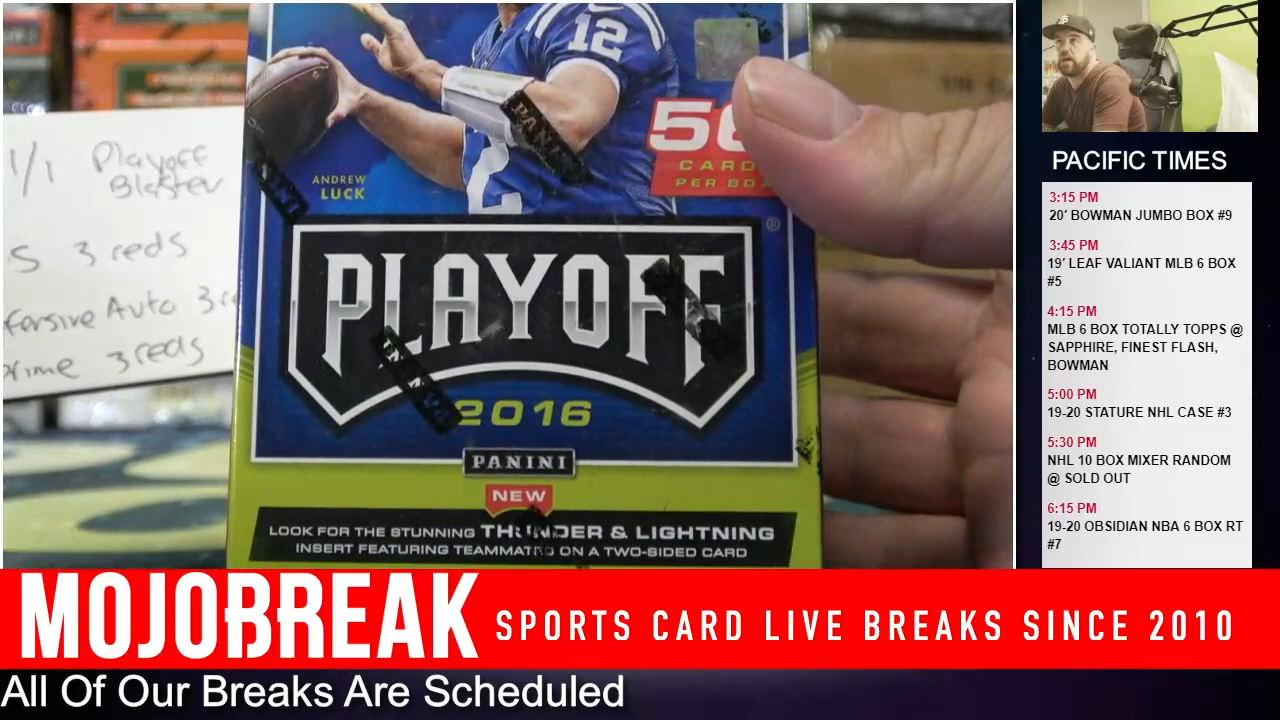 12
ANDREW
LUCK
CARD
PER BO
PLAYOFF
®
2016
PANINI
NEW
LOOK FOR THE STUNNING THUNDER & LIGHTNING
INSERT FEATURING TEAMMATES ON A TWO-SIDED CARD
1/1 Playoff
Blaster
S 3 reds
fensive Auto 3 re
rime 3 reds
PACIFIC TIMES
3:15 PM
20' BOWMAN JUMBO BOX #9
3:45 PM
19' LEAF VALIANT MLB 6 BOX
#5
4:15 PM
MLB 6 BOX TOTALLY TOPPS @
SAPPHIRE, FINEST FLASH,
BOWMAN
5:00 PM
19-20 STATURE NHL CASE #3
5:30 PM
NHL 10 BOX MIXER RANDOM
@ SOLD OUT
6:15 PM
19-20 OBSIDIAN NBA 6 BOX RT
#7
MOJOBREAK SPORTS CARD LIVE BREAKS SINCE 2010
All Of Our Breaks Are Scheduled